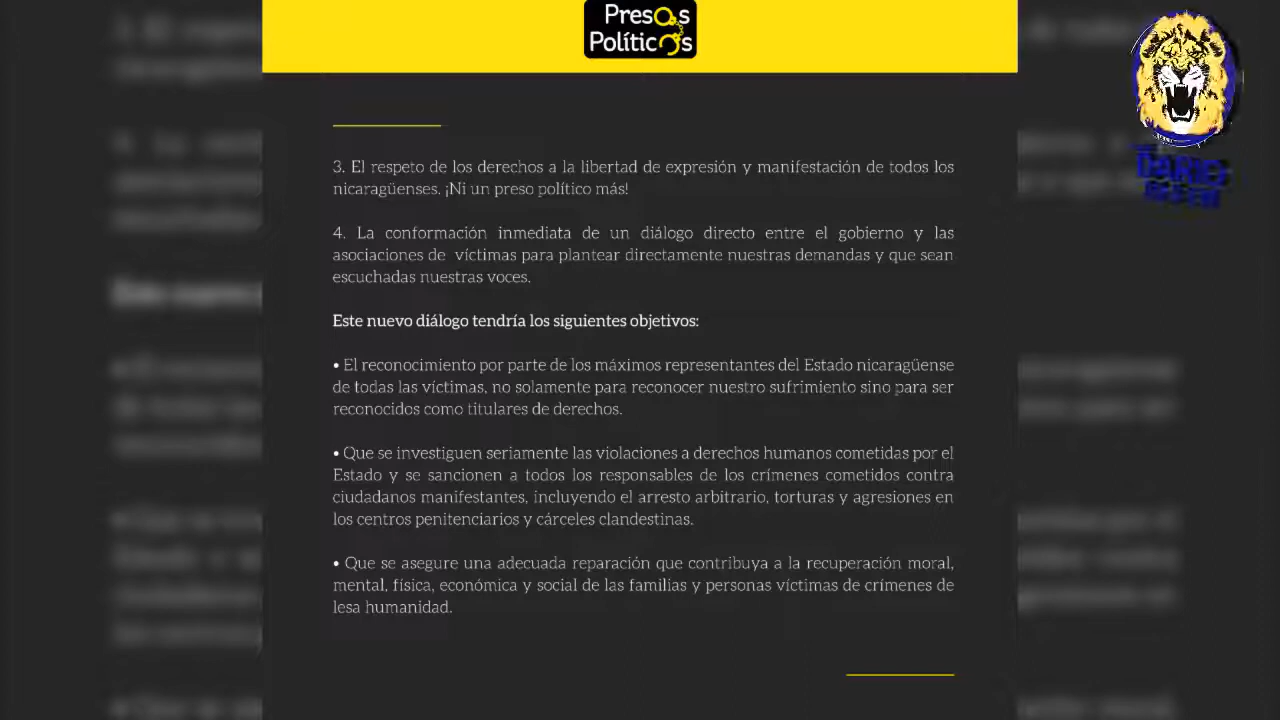 Presos
Políticos
DARIO
3. El respeto de los derechos a la libertad de expresión y manifestación de todos los
nicaragüenses. ¡Ni un preso político más!
4. La conformación inmediata de un diálogo directo entre el gobierno y las
asociaciones de víctimas para plantear directamente nuestras demandas y que sean
escuchadas nuestras voces.
Este nuevo diálogo tendría los siguientes objetivos:
• El reconocimiento por parte de los máximos representantes del Estado nicaragüense
de todas las víctimas, no solamente para reconocer nuestro sufrimiento sino para ser
reconocidos como titulares de derechos.
• Que se investiguen seriamente las violaciones a derechos humanos cometidas por el
Estado y se sancionen a todos los responsables de los crímenes cometidos contra
ciudadanos manifestantes, incluyendo el arresto arbitrario, torturas y agresiones en
los centros penitenciarios y cárceles clandestinas.
• Que se asegure una adecuada reparación que contribuya a la recuperación moral,
mental, física, económica y social de las familias y personas víctimas de crímenes de
lesa humanidad.